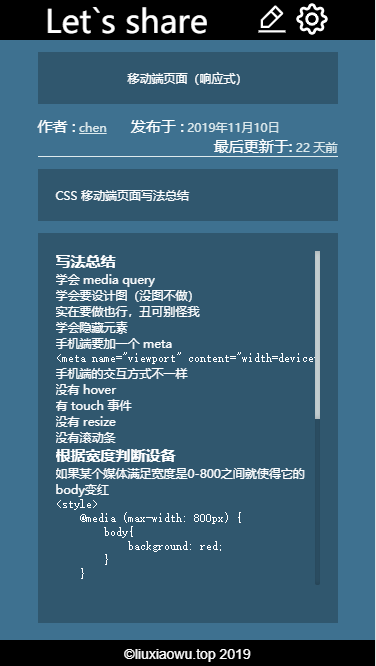 Let`s share
移动端页面（响应式）
作者 : chen 发布于 : 2019年11月10日
最后更新于: 22 天前
CSS 移动端页面写法总结
写法总结
学会 media query
学会要设计图（没图不做）
实在要做也行，丑可别怪我
学会隐藏元素
手机端要加一个 meta
<meta name="viewport" content="width=device
手机端的交互方式不一样
没有 hover
有 touch 事件
没有 resize
没有滚动条
根据宽度判断设备
如果某个媒体满足宽度是0-800之间就使得它的
body变红
<style>
@media (max-width: 800px) {
body{
background: red;
}
}
©liuxiaowu.top 2019